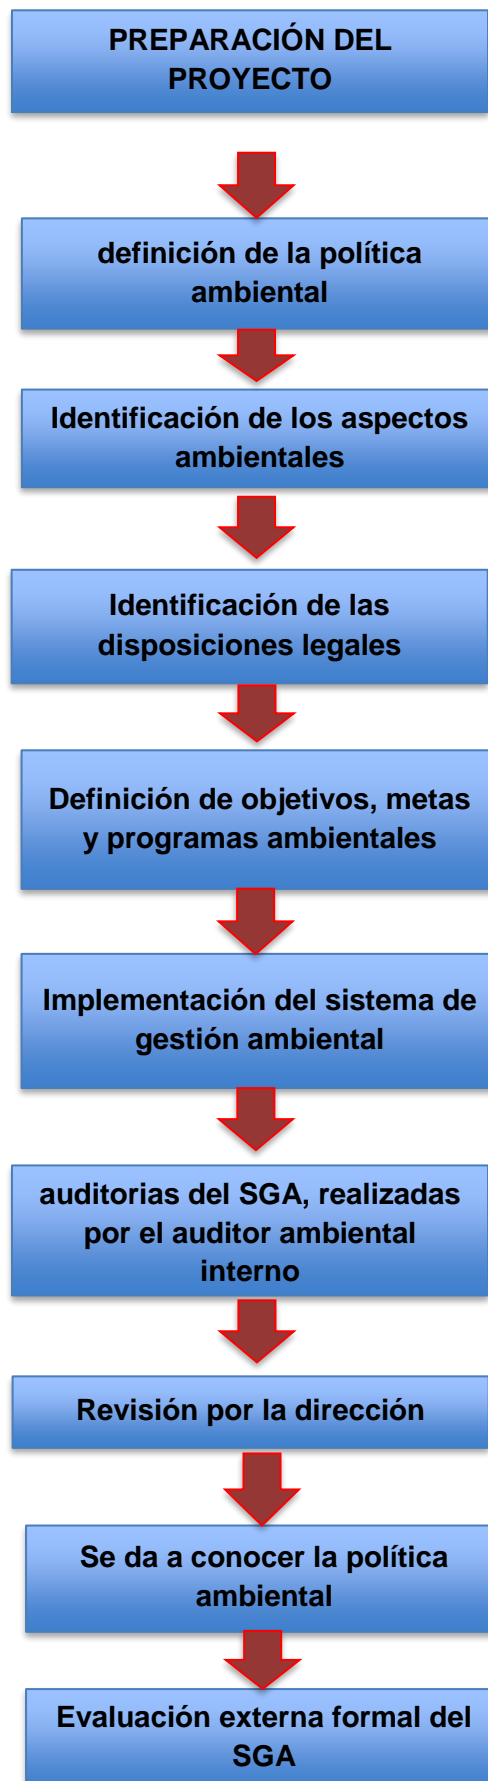 PREPARACIÓN DEL
PROYECTO
definición de la política
ambiental
Identificación de los aspectos
ambientales
Identificación de las
disposiciones legales
Definición de objetivos, metas
y programas ambientales
Implementación del sistema de
gestión ambiental
auditorias del SGA, realizadas
por el auditor ambiental
interno
Revisión por la dirección
Se da a conocer la política
ambiental
Evaluación externa formal del
SGA